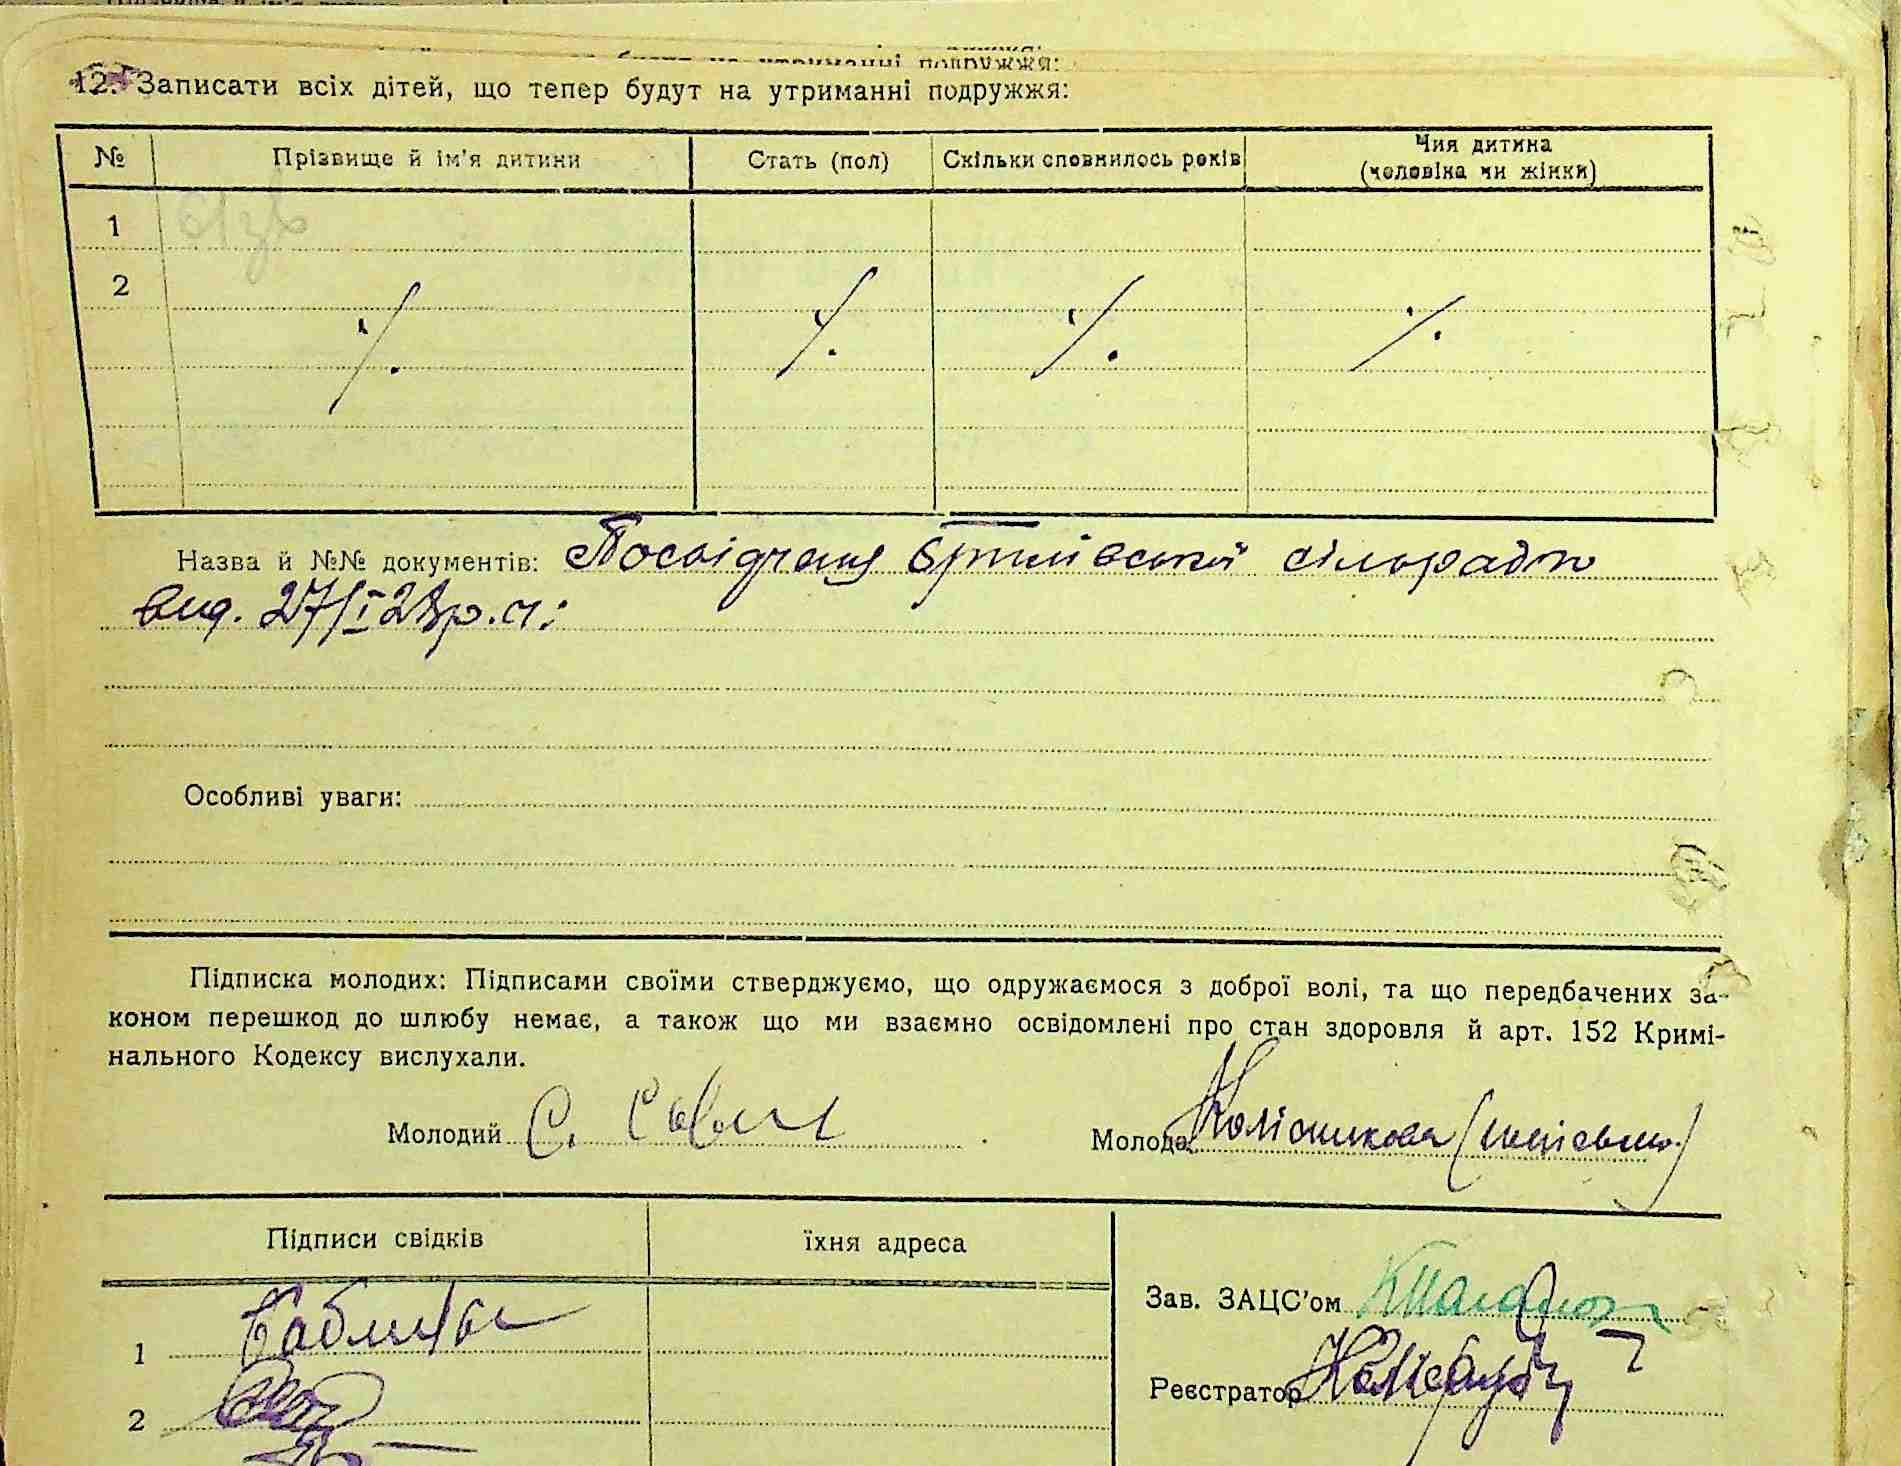 12. Записати всіх дітей, що тепер будут на утриманні подружжя:
№ Прізвище й ім'я дитини Стать (пол) Скільки сповнилось років Чия дитина
(чоловіка чи жінки)
1
2
Назва й №№ документів: Посвідченя сільради
вид. 27/I 28р. ч:
Особливі уваги:
Підписка молодих: Підписами своїми стверджуємо, що одружаємося з доброї волі, та що передбачених за-
коном перешкод до шлюбу немає, а також що ми взаємно освідомлені про стан здоровля й арт. 152 Кримі-
нального Кодексу вислухали.
Молодий С.
Молода Колісникова
Підписи свідків їхня адреса
Зав. ЗАЦС'ом
1
Реєстратор
2